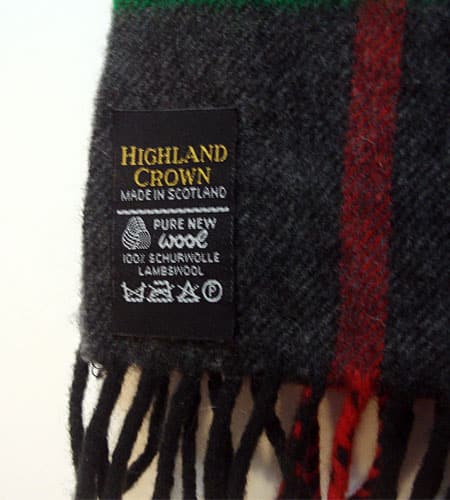 HIGHLAND
CROWN
MADE IN SCOTLAND
PURE NEW
wool
100% SCHURWOLLE
LAMBSWOOL
P